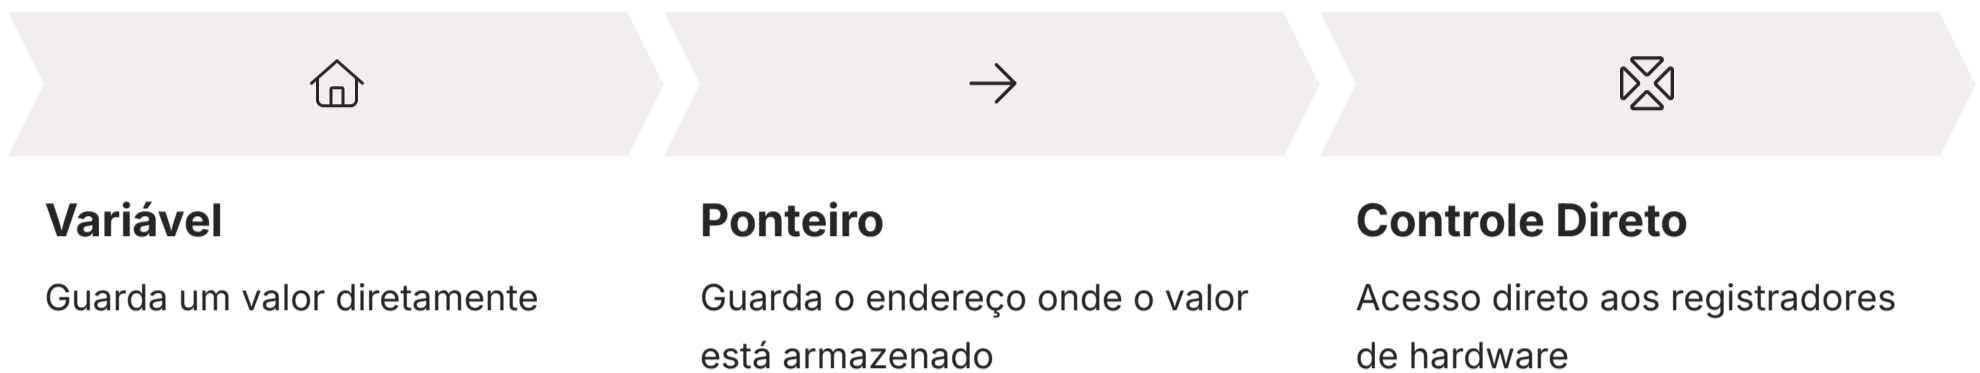 Variável
Guarda um valor diretamente
Ponteiro
Guarda o endereço onde o valor
está armazenado
Controle Direto
Acesso direto aos registradores
de hardware